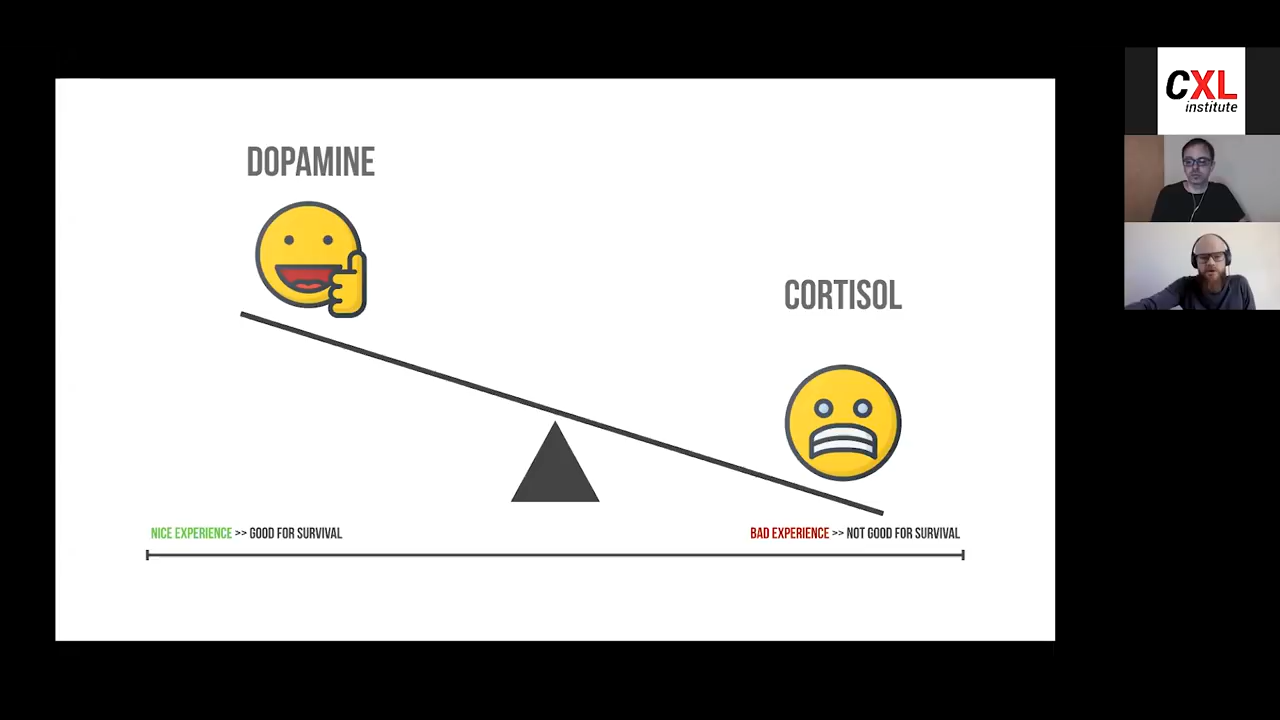 DOPAMINE
CORTISOL
NICE EXPERIENCE >> GOOD FOR SURVIVAL
BAD EXPERIENCE >> NOT GOOD FOR SURVIVAL
CXL
institute